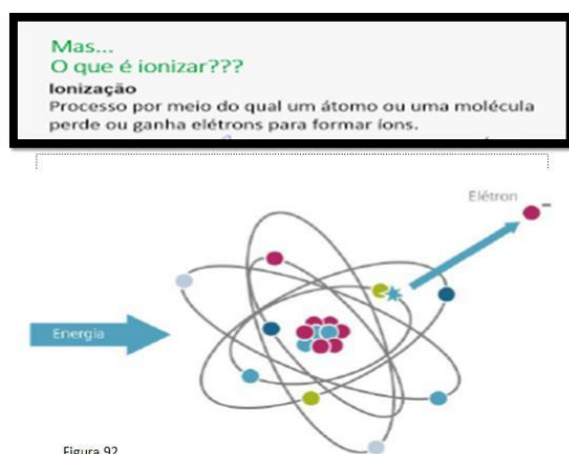 Mas...
O que é ionizar???
Ionização
Processo por meio do qual um átomo ou uma molécula
perde ou ganha elétrons para formar íons.
Elétron
Energia
Figura 92